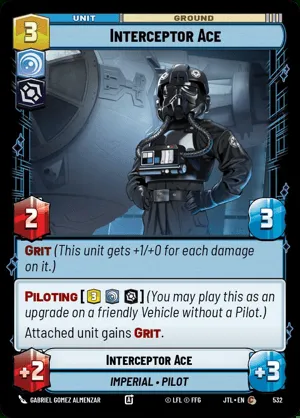 UNIT GROUND
3 INTERCEPTOR ACE
2 3
GRIT (This unit gets +1/+0 for each damage
on it.)
PILOTING [3] (You may play this as an
upgrade on a friendly Vehicle without a Pilot.)
Attached unit gains GRIT.
INTERCEPTOR ACE
+2 IMPERIAL • PILOT +3
GABRIEL GOMEZ ALMENZAR © LFL © FFG JTL • EN C 532